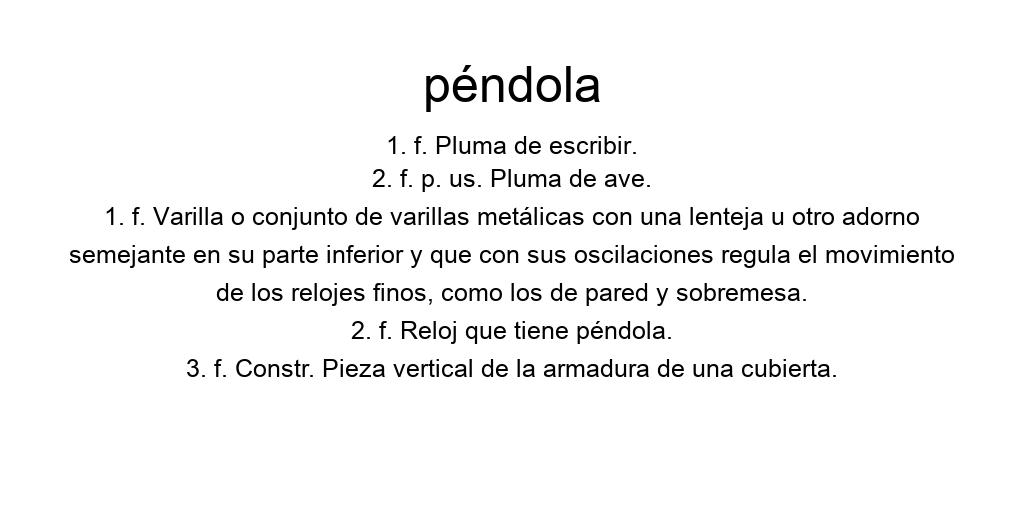 péndola
1. f. Pluma de escribir.
2. f. p. us. Pluma de ave.
1. f. Varilla o conjunto de varillas metálicas con una lenteja u otro adorno
semejante en su parte inferior y que con sus oscilaciones regula el movimiento
de los relojes finos, como los de pared y sobremesa.
2. f. Reloj que tiene péndola.
3. f. Constr. Pieza vertical de la armadura de una cubierta.